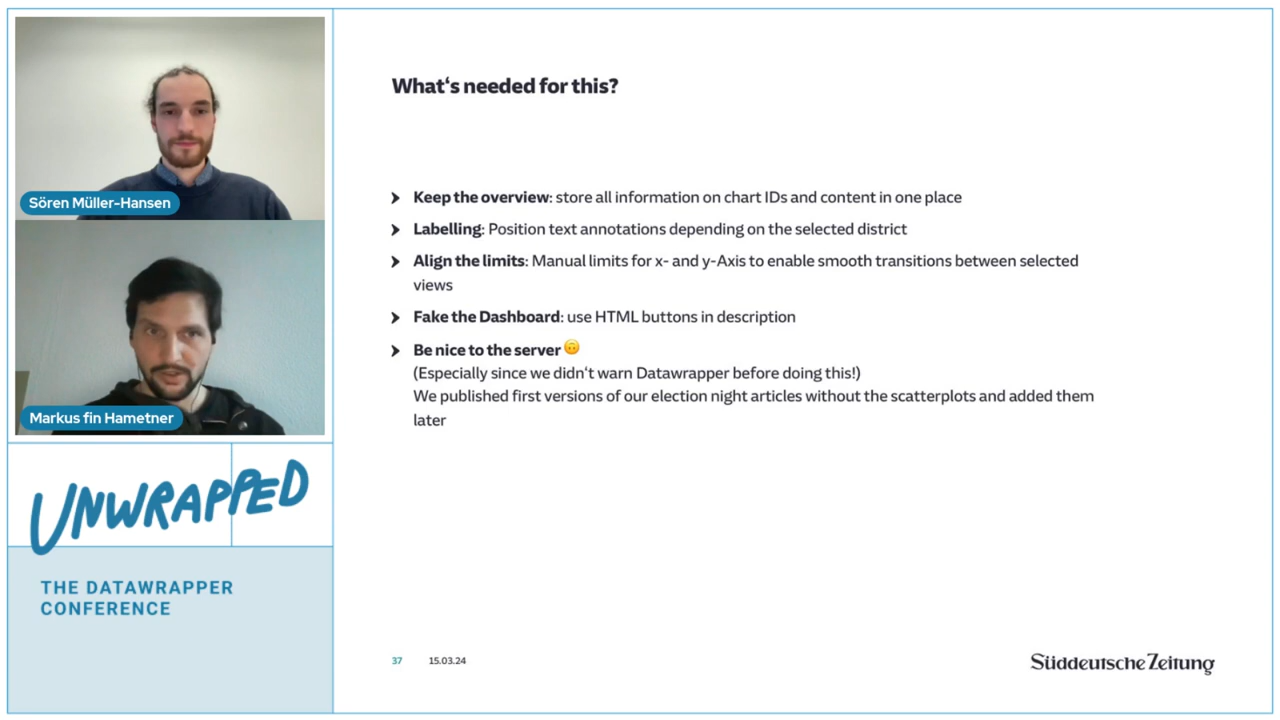 Sören Müller-Hansen
Markus fin Hametner
UNWRAPPED
THE DATAWRAPPER
CONFERENCE
What‘s needed for this?
Keep the overview: store all information on chart IDs and content in one place
Labelling: Position text annotations depending on the selected district
Align the limits: Manual limits for x- and y-Axis to enable smooth transitions between selected
views
Fake the Dashboard: use HTML buttons in description
Be nice to the server 🙃
(Especially since we didn‘t warn Datawrapper before doing this!)
We published first versions of our election night articles without the scatterplots and added them
later
37 15.03.24
Süddeutsche Zeitung